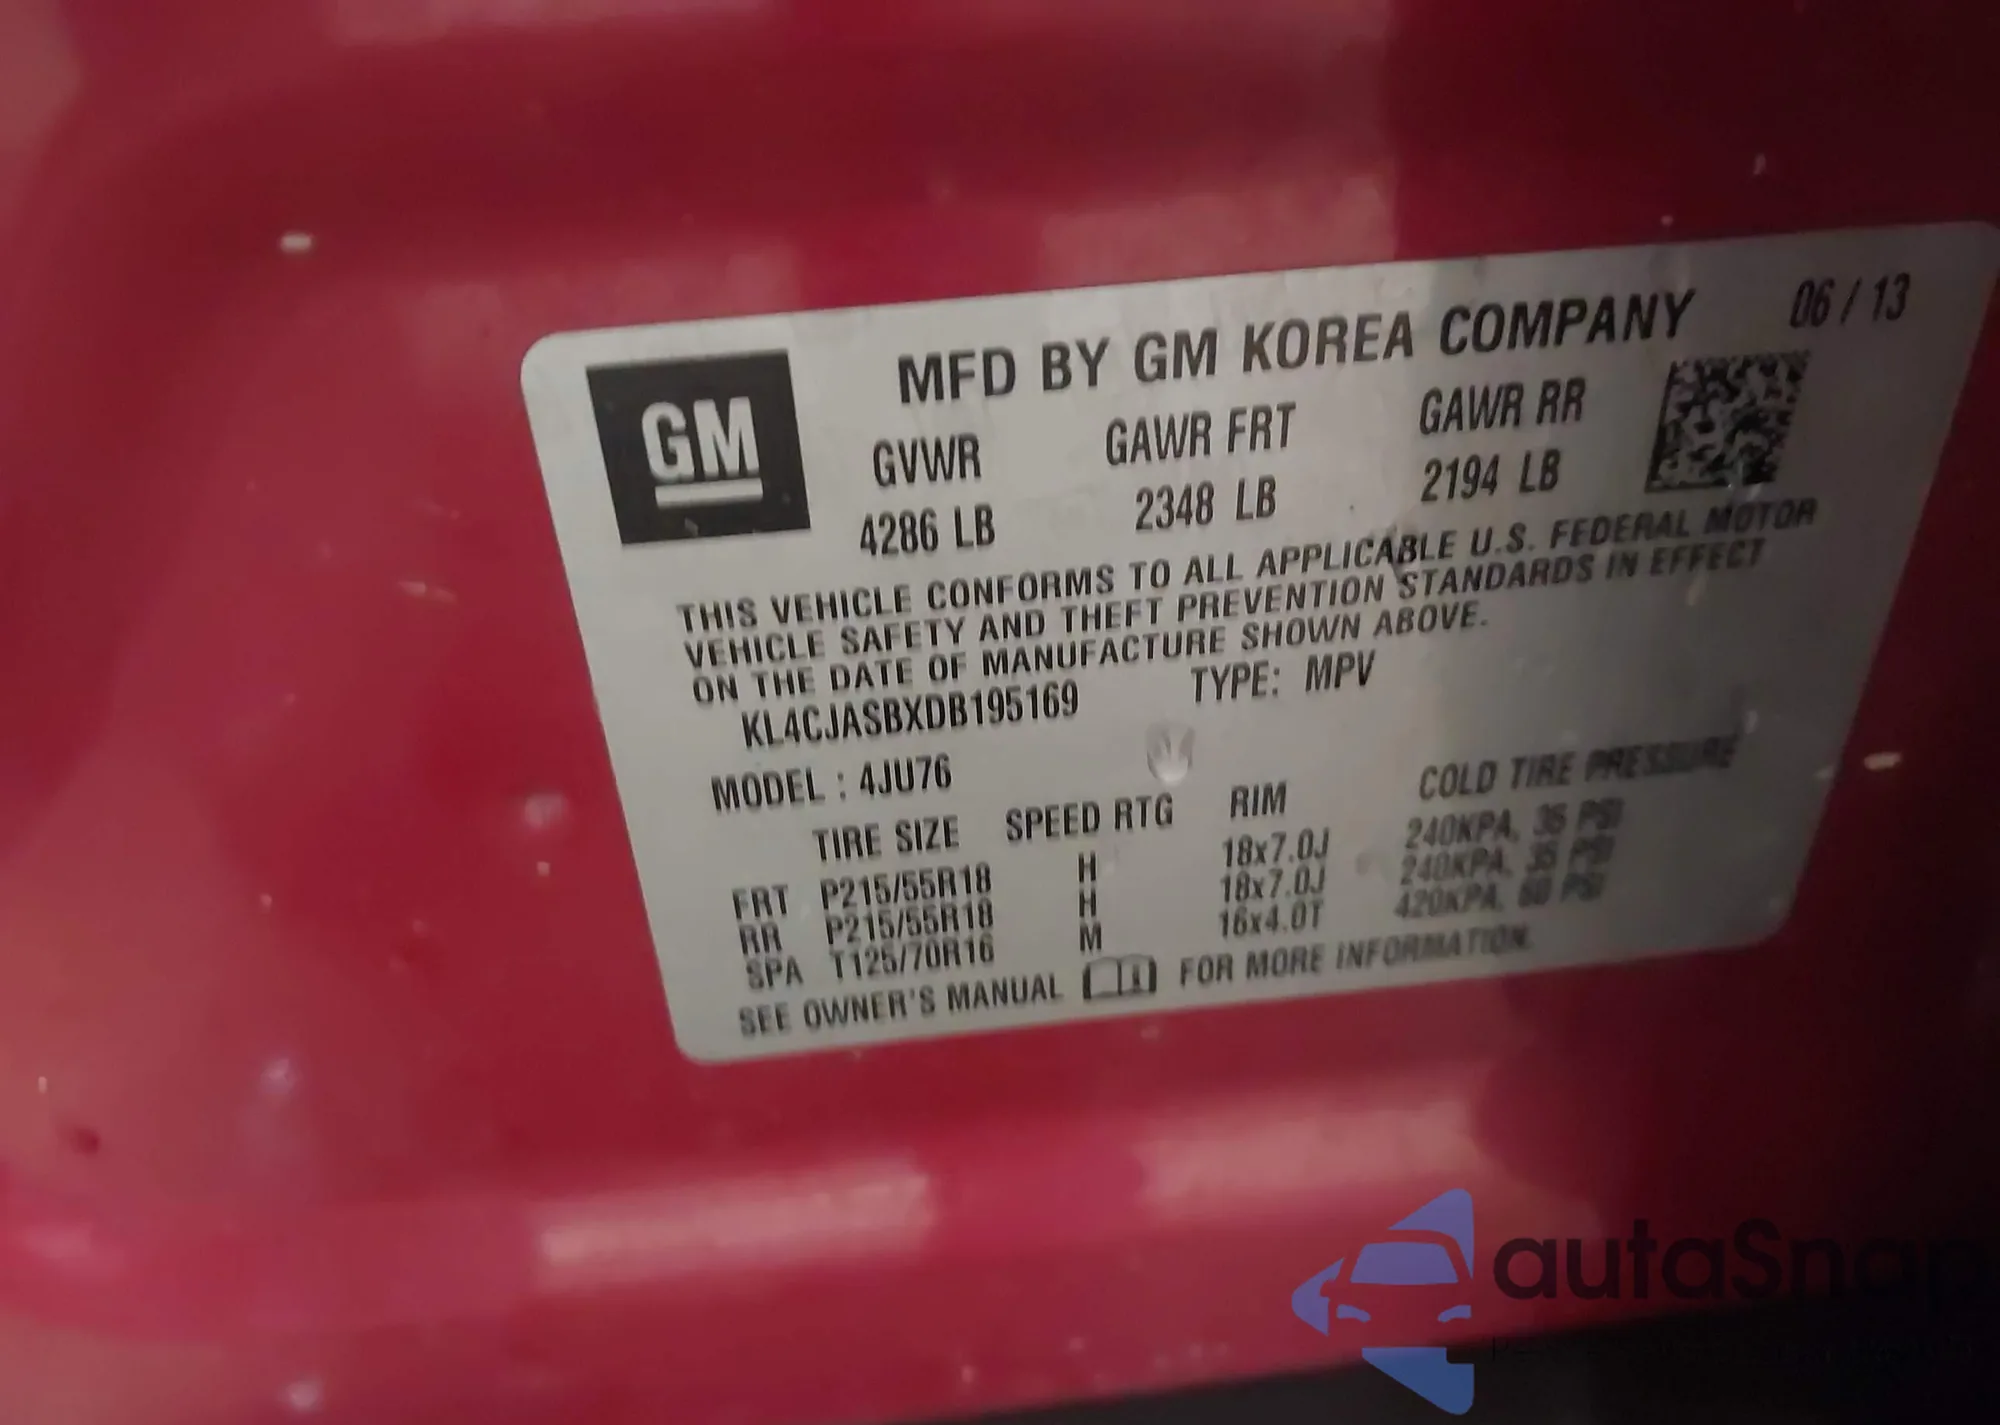 MFD BY GM KOREA COMPANY 06 / 13
GM
GVWR GAWR FRT GAWR RR
4286 LB 2348 LB 2194 LB
THIS VEHICLE CONFORMS TO ALL APPLICABLE U.S. FEDERAL MOTOR
VEHICLE SAFETY AND THEFT PREVENTION STANDARDS IN EFFECT
ON THE DATE OF MANUFACTURE SHOWN ABOVE.
KL4CJASBXDB195169 TYPE: MPV
MODEL : 4JU76
TIRE SIZE SPEED RTG RIM COLD TIRE PRESSURE
FRT P215/55R18 H 18x7.0J 240KPA, 35 PSI
RR P215/55R18 H 18x7.0J 240KPA, 35 PSI
SPA T125/70R16 M 16x4.0T 420KPA, 60 PSI
SEE OWNER'S MANUAL FOR MORE INFORMATION.
autaSnap